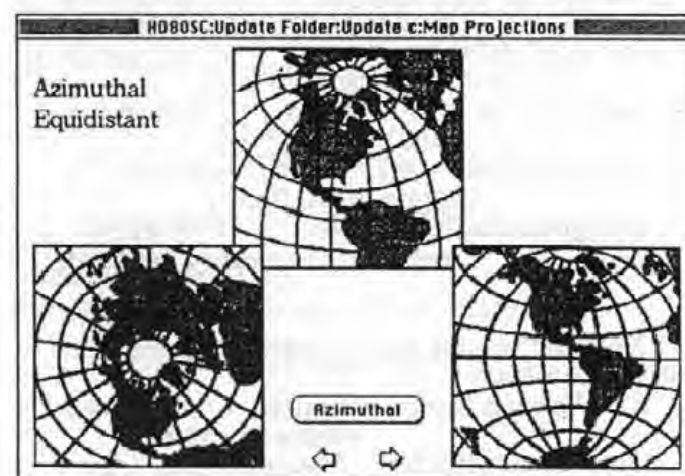 HD80SC:Update Folder:Update c:Map Projections
Azimuthal
Equidistant
Azimuthal